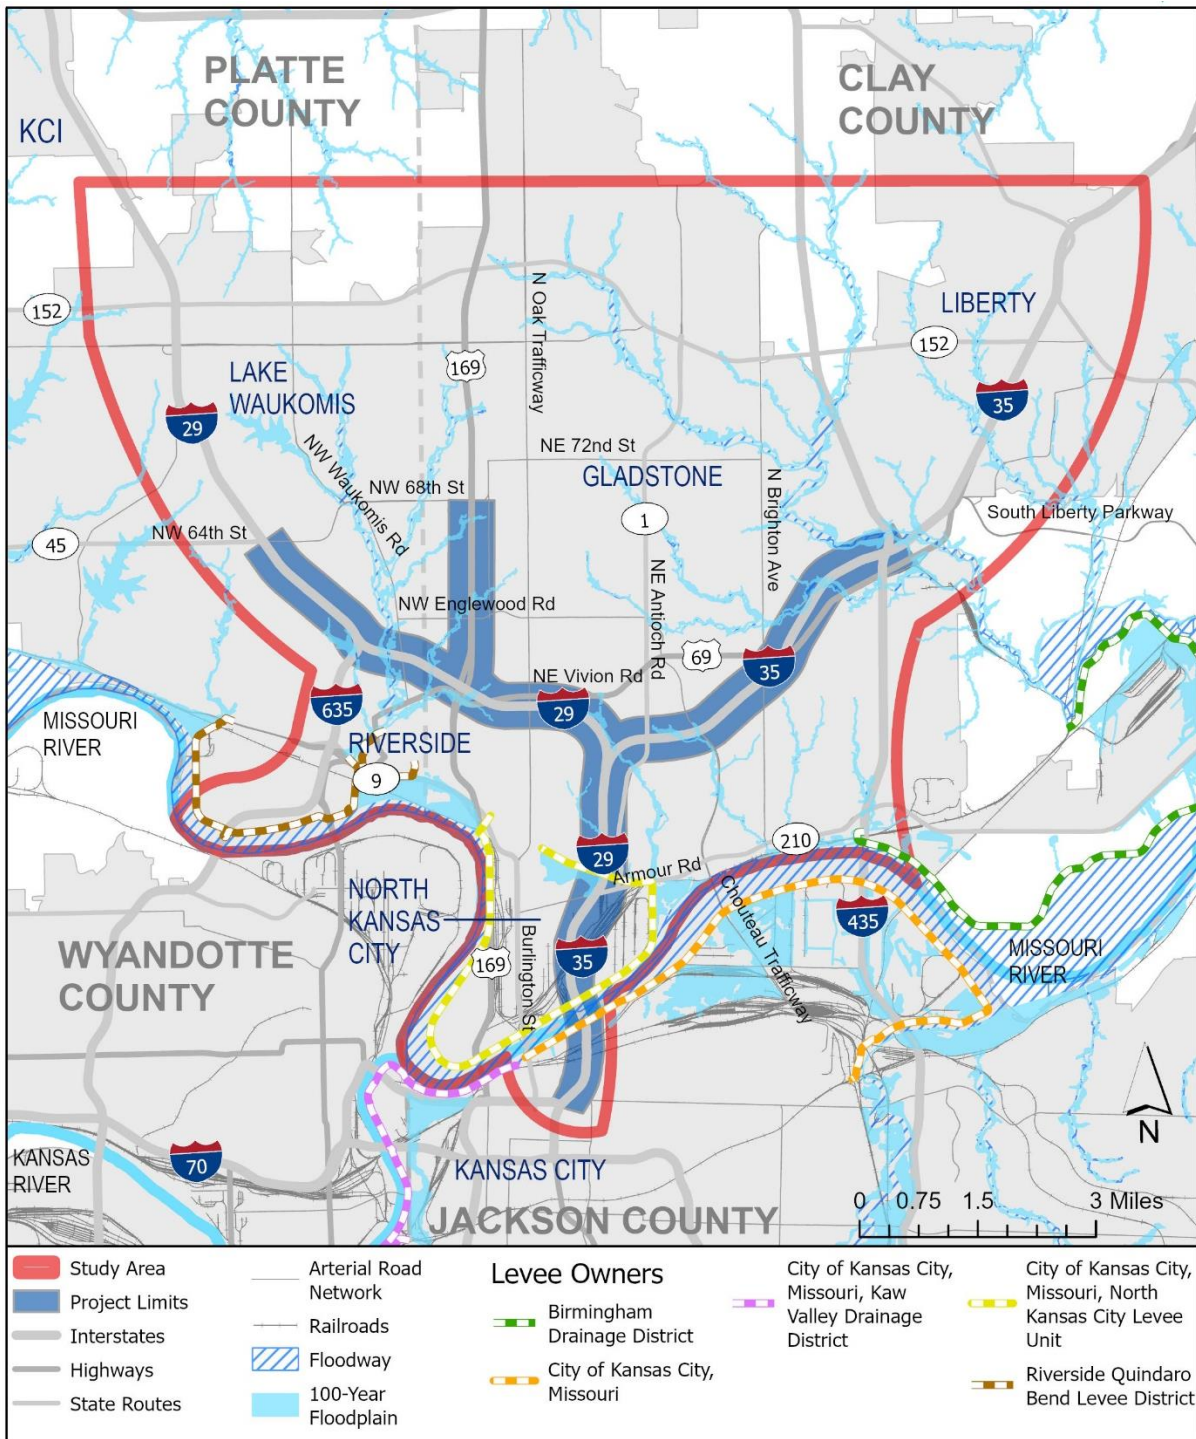 PLATTE
COUNTY
CLAY
COUNTY
KCI
152
LIBERTY
152
N Oak Trafficway
169
LAKE
WAUKOMIS
29
35
NE 72nd St
GLADSTONE
NW Waukomis Rd
NW 68th St
N Brighton Ave
South Liberty Parkway
1
45
NW 64th St
NE Antioch Rd
NW Englewood Rd
69
35
NE Vivion Rd
29
635
MISSOURI
RIVER
RIVERSIDE
9
210
29
Armour Rd
Chouteau Trafficway
NORTH
KANSAS
CITY
435
WYANDOTTE
COUNTY
169
Burlington St
35
MISSOURI
RIVER
N
KANSAS
RIVER
70
KANSAS CITY
JACKSON COUNTY
0 0.75 1.5 3 Miles
Study Area
Project Limits
Interstates
Highways
State Routes
Arterial Road
Network
Railroads
Floodway
100-Year
Floodplain
Levee Owners
Birmingham
Drainage District
City of Kansas City,
Missouri
City of Kansas City,
Missouri, Kaw
Valley Drainage
District
City of Kansas City,
Missouri, North
Kansas City Levee
Unit
Riverside Quindaro
Bend Levee District